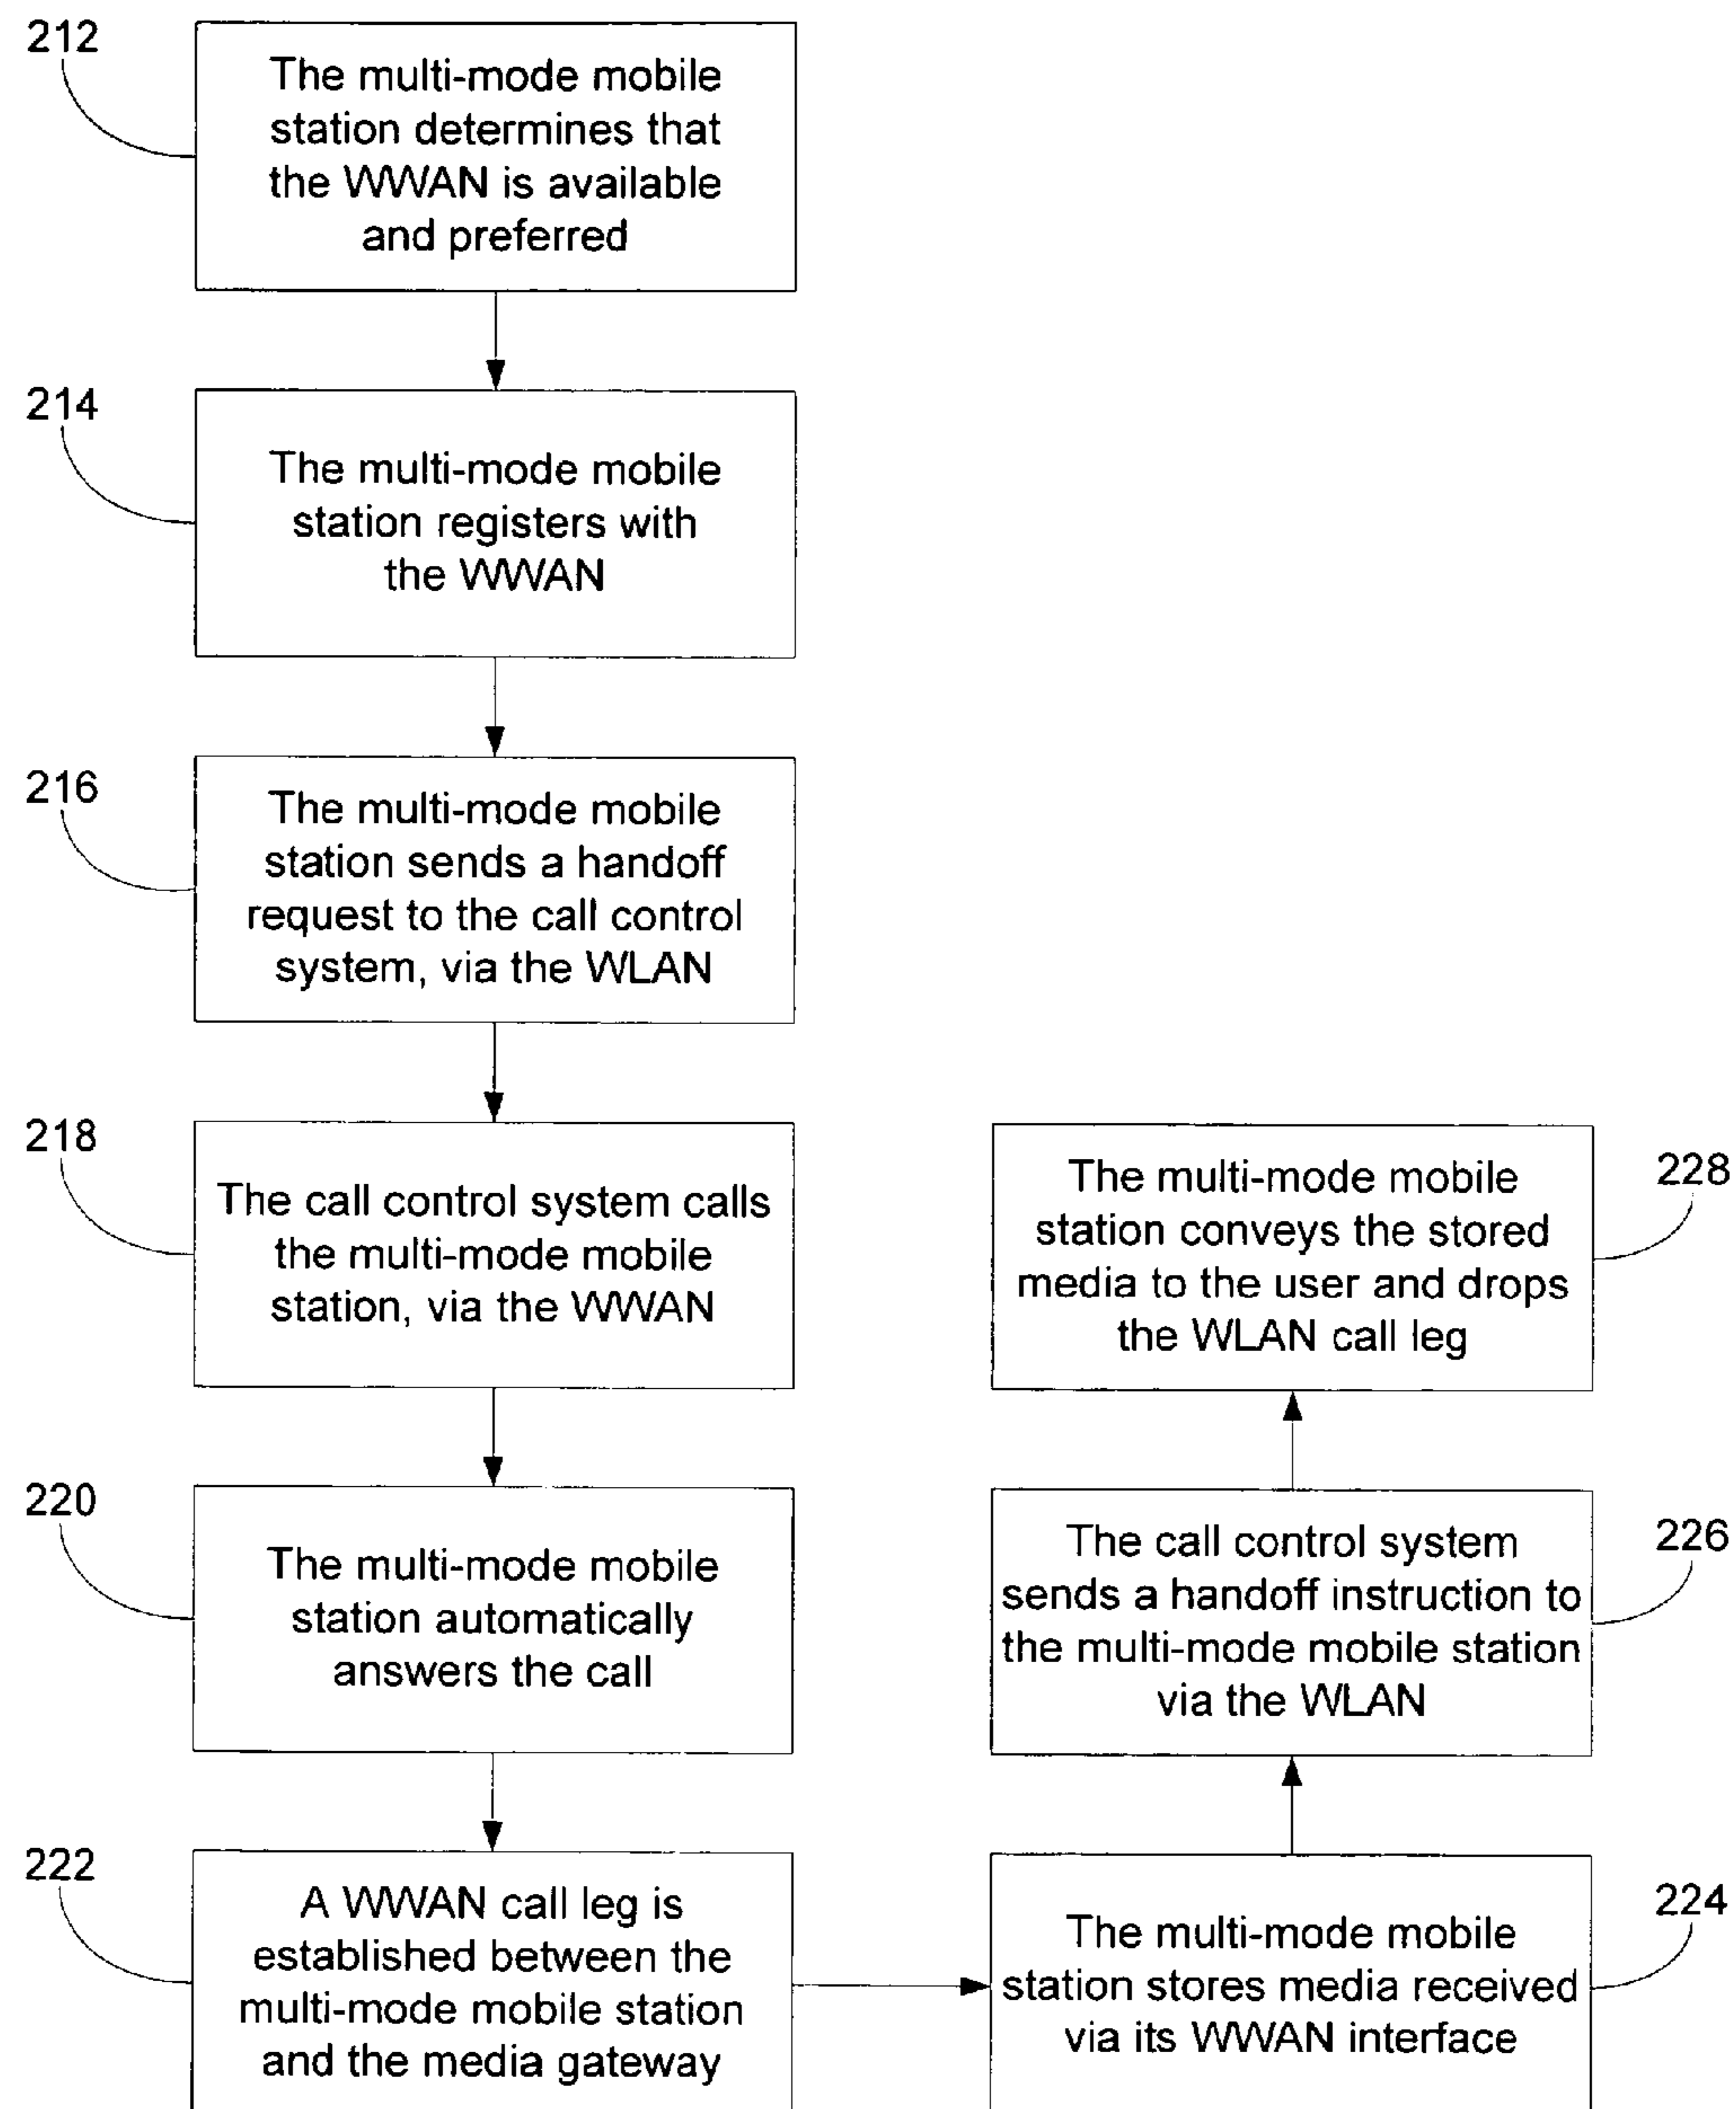 212
The multi-mode mobile
station determines that
the WWAN is available
and preferred
214
The multi-mode mobile
station registers with
the WWAN
216
The multi-mode mobile
station sends a handoff
request to the call control
system, via the WLAN
218
The call control system calls
the multi-mode mobile
station, via the WWAN
220
The multi-mode mobile
station automatically
answers the call
222
A WWAN call leg is
established between the
multi-mode mobile station
and the media gateway
224
The multi-mode mobile
station stores media received
via its WWAN interface
226
The call control system
sends a handoff instruction to
the multi-mode mobile station
via the WLAN
228
The multi-mode mobile
station conveys the stored
media to the user and drops
the WLAN call leg